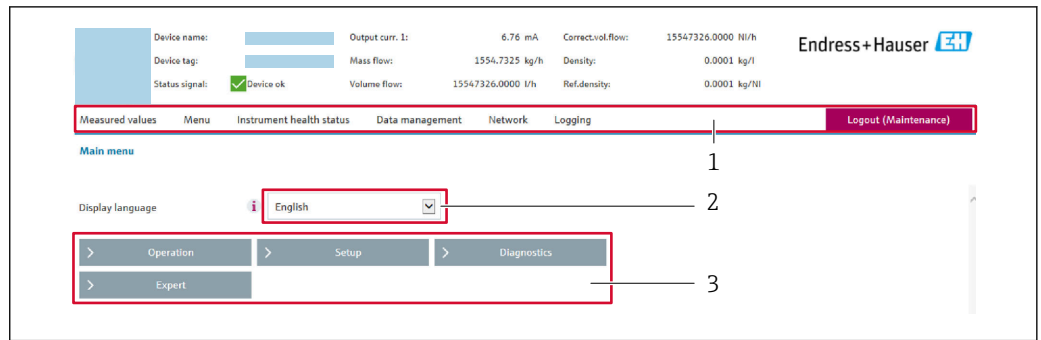 Device name: Output curr. 1: 6.76 mA Correct.vol.flow: 15547326.0000 Nl/h
Endress+Hauser EH
Device tag: Mass flow: 1554.7325 kg/h Density: 0.0001 kg/l
Status signal: Device ok Volume flow: 15547326.0000 l/h Ref.density: 0.0001 kg/Nl
Measured values Menu Instrument health status Data management Network Logging Logout (Maintenance)
1
Main menu
Display language i English 2
> Operation > Setup > Diagnostics
> Expert 3